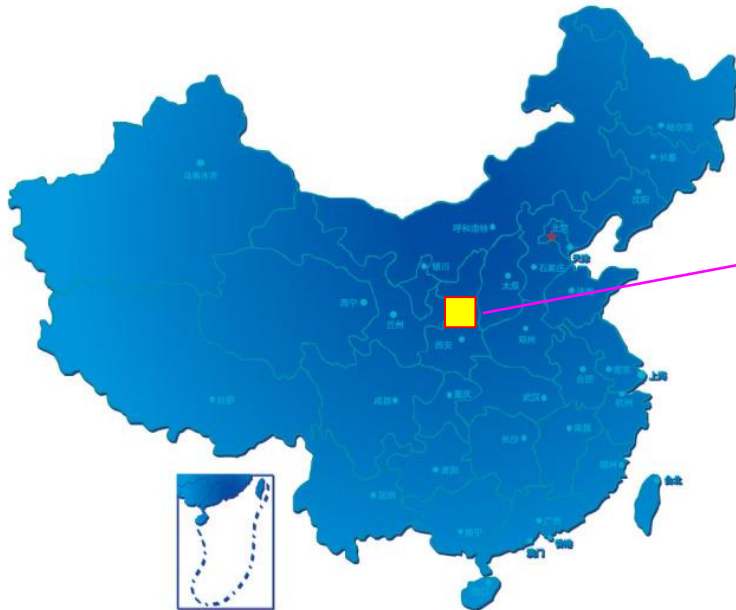 哈尔滨
长春
乌鲁木齐
沈阳
呼和浩特
北京
天津
银川
石家庄
太原
西宁
济南
兰州
西安
郑州
合肥
南京
上海
拉萨
成都
重庆
武汉
杭州
长沙
南昌
贵阳
福州
台北
昆明
广州
南宁
香港
澳门